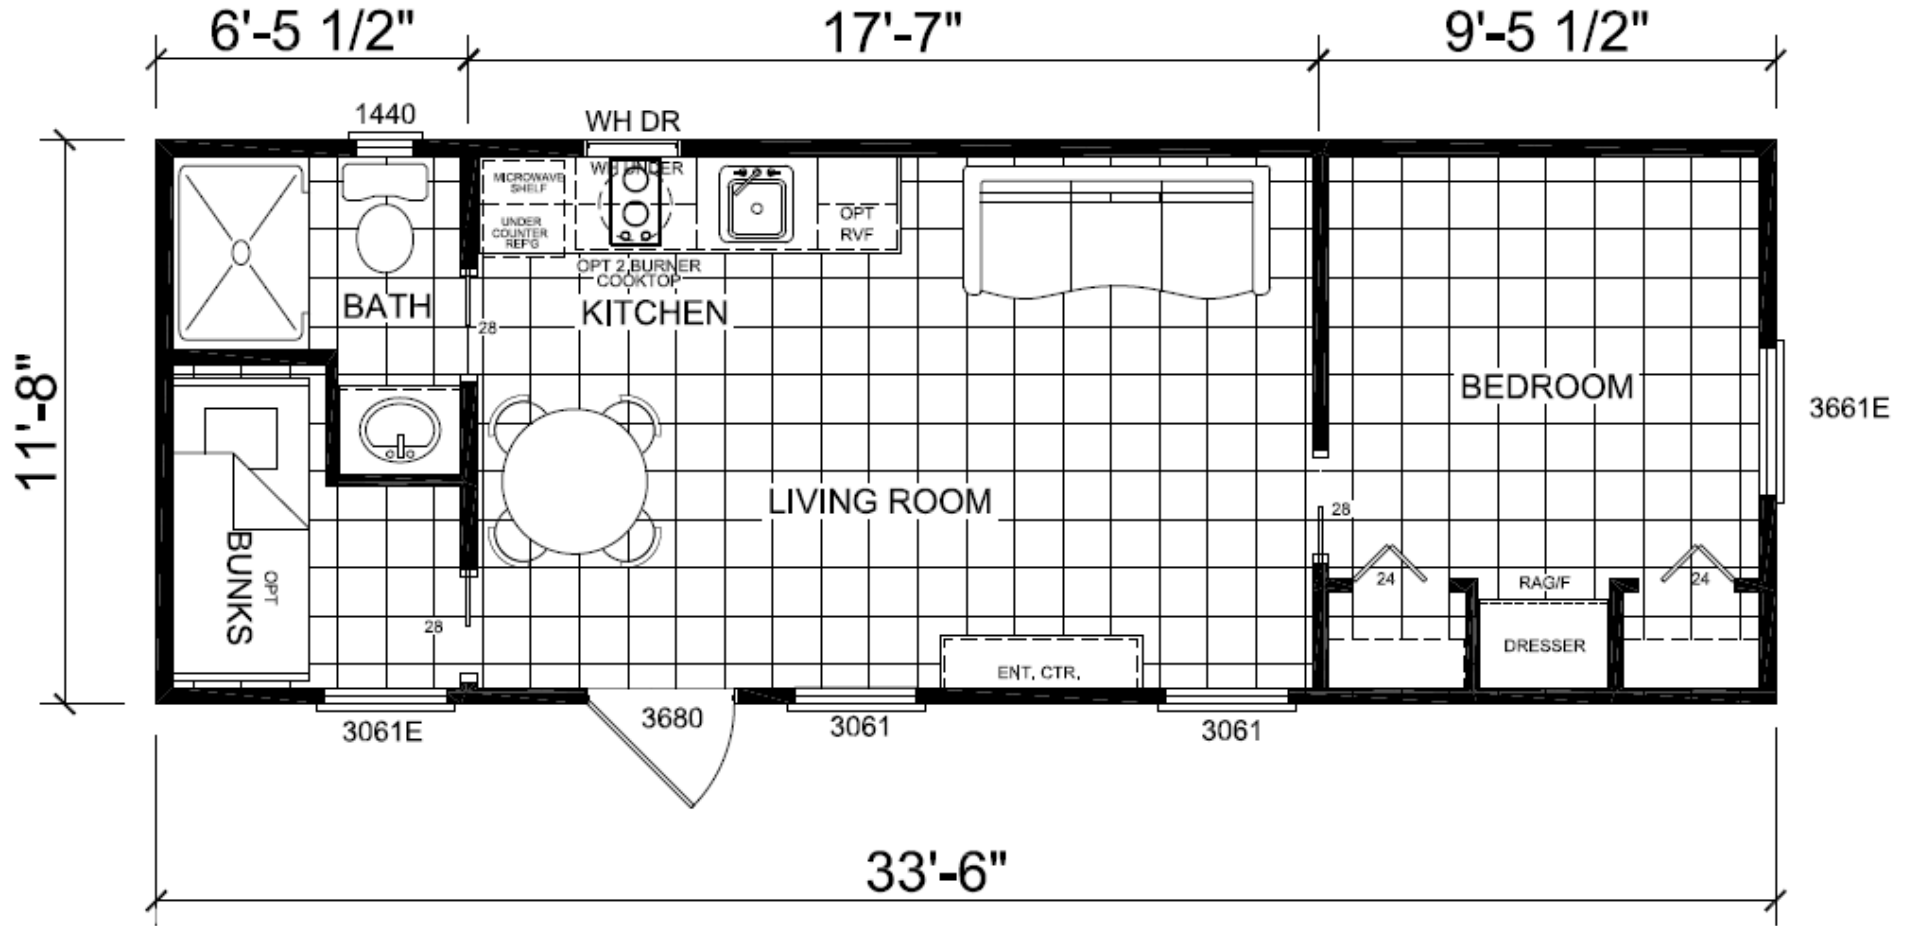 6'-5 1/2"
17'-7"
9'-5 1/2"
1440
WH DR
MICROWAVE
SHELF
WH UNDER
UNDER
COUNTER
REF'G
OPT
RVF
OPT 2 BURNER
COOKTOP
BATH
KITCHEN
28
11'-8"
BEDROOM
3661E
LIVING ROOM
28
BUNKS
OPT
24
RAG/F
24
28
DRESSER
ENT. CTR.
3061E
3680
3061
3061
33'-6"